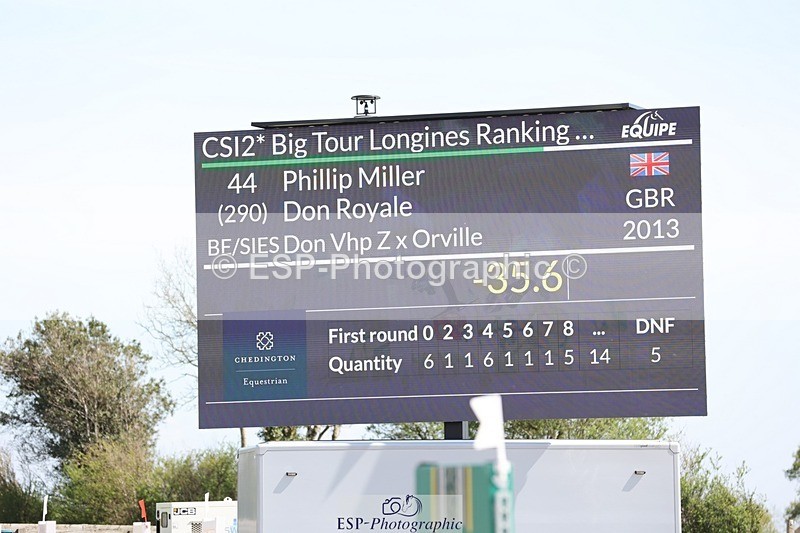 CSI2* Big Tour Longines Ranking ...
EQUIPE
44 Phillip Miller
(290) Don Royale GBR
BE/SIES Don Vhp Z x Orville 2013
© ESP-Photographic ©
-35.6
First round 0 2 3 4 5 6 7 8 ... DNF
Quantity 6 1 1 6 1 1 1 5 14 5
CHEDINGTON
Equestrian
JCB
ESP-Photographic